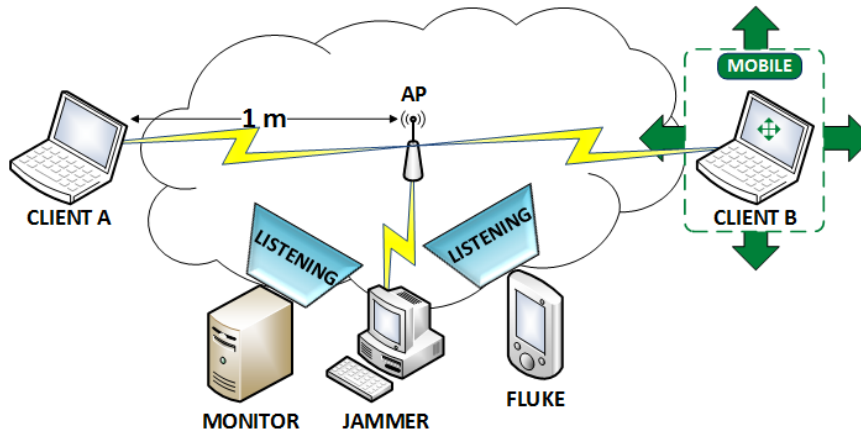 MOBILE
AP
1 m
CLIENT A
CLIENT B
LISTENING
LISTENING
MONITOR
JAMMER
FLUKE